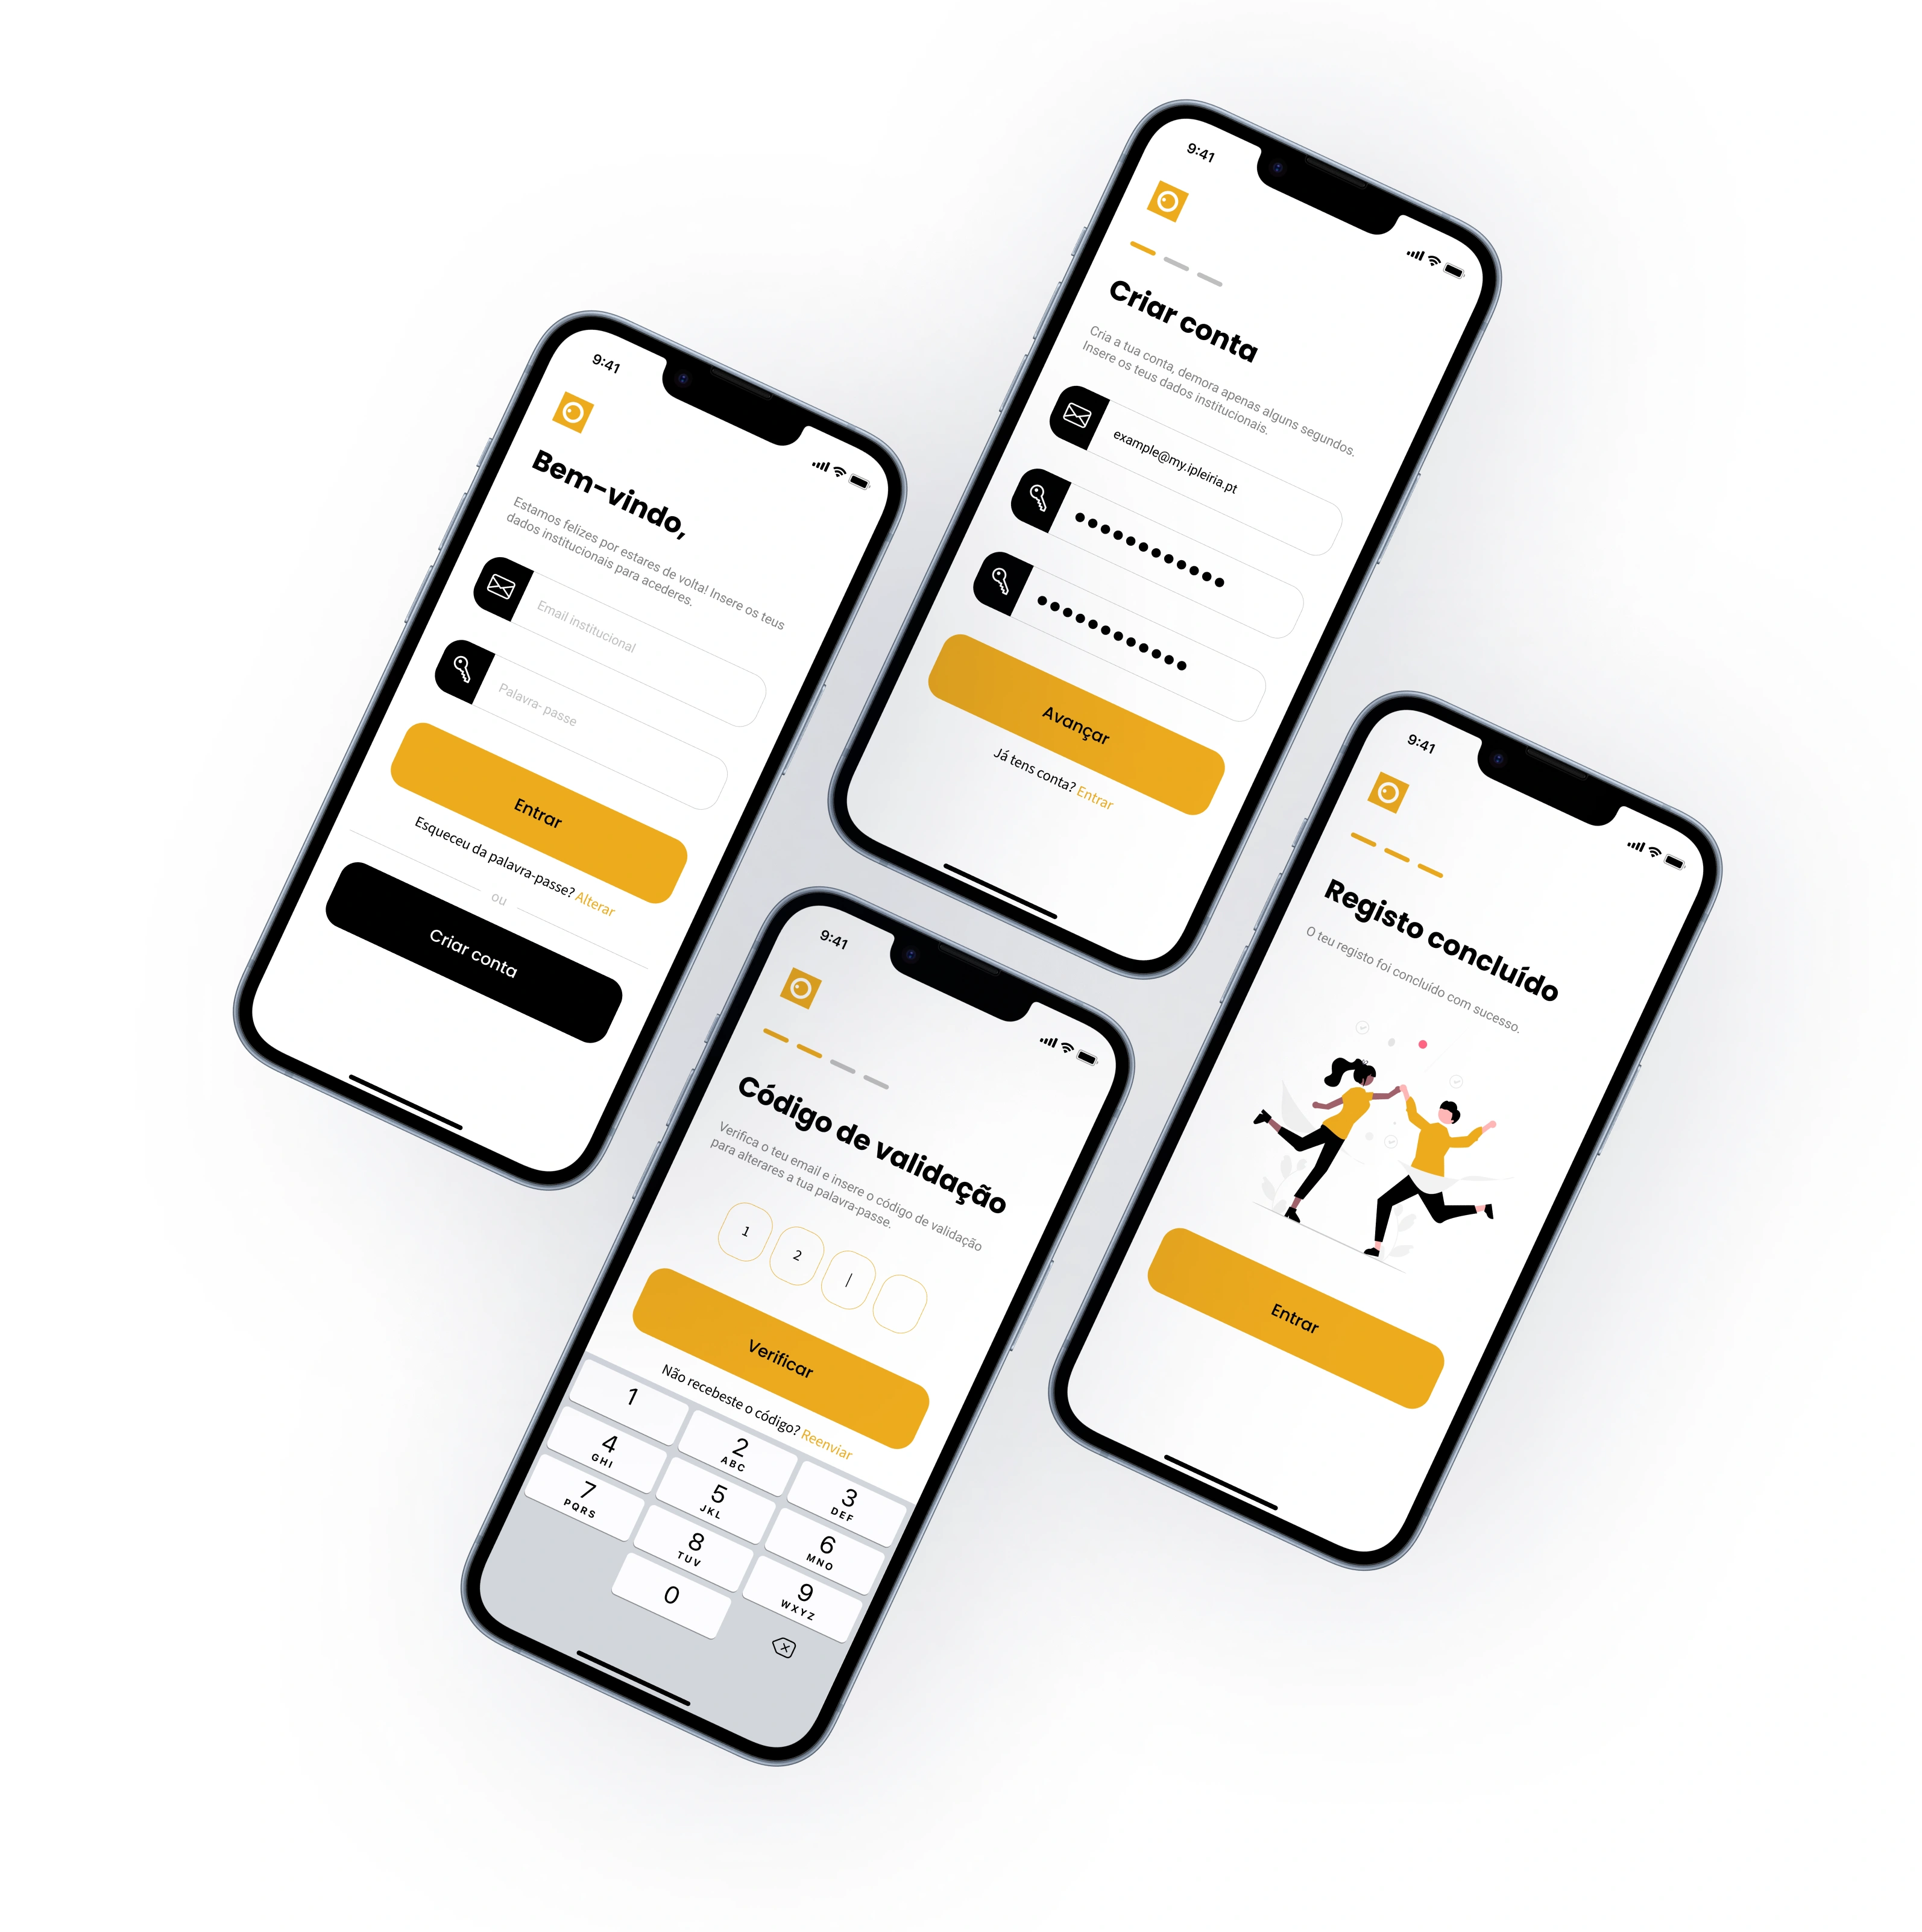 9:41
Bem-vindo,
Estamos felizes por estares de volta! Insere os teus
dados institucionais para acederes.
Email institucional
Palavra- passe
Entrar
Esqueceu da palavra-passe? Alterar
ou
Criar conta
9:41
Criar conta
Cria a tua conta, demora apenas alguns segundos.
Insere os teus dados institucionais.
example@my.ipleiria.pt
Avançar
Já tens conta? Entrar
9:41
Código de validação
Verifica o teu email e insere o código de validação
para alterares a tua palavra-passe.
1 2 |
Verificar
Não recebeste o código? Reenviar
1
2 ABC
3 DEF
4 GHI
5 JKL
6 MNO
7 PQRS
8 TUV
9 WXYZ
0
9:41
Registo concluído
O teu registo foi concluído com sucesso.
Entrar